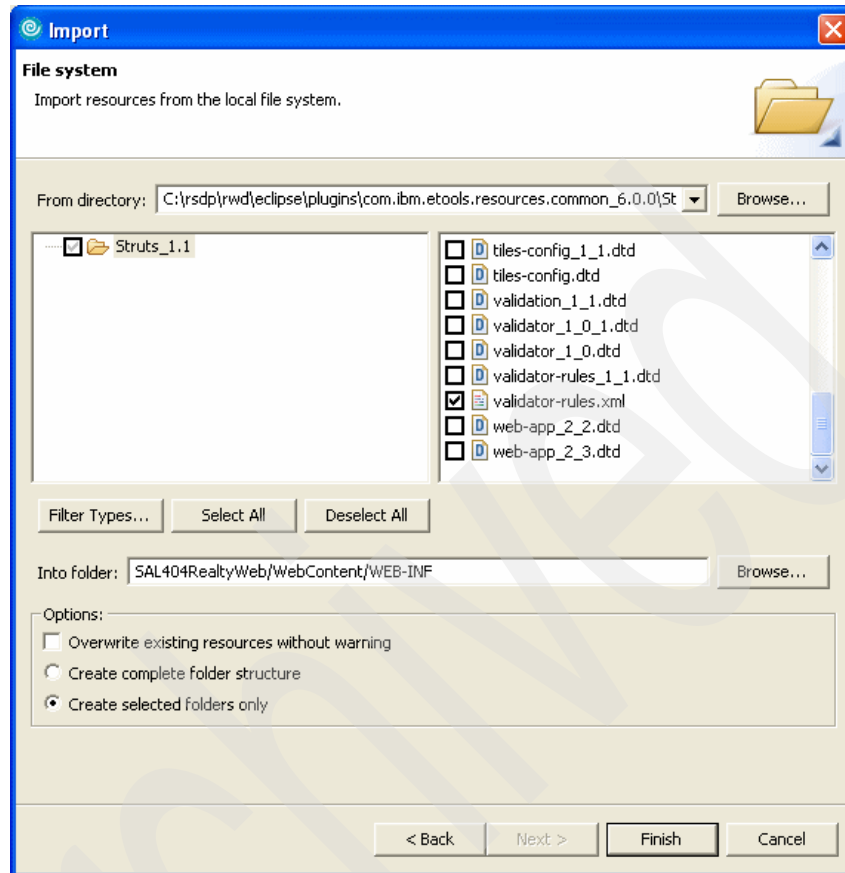 Import
File system
Import resources from the local file system.
From directory: C:\rsdp\rwd\eclipse\plugins\com.ibm.etools.resources.common_6.0.0\St Browse...
Struts_1.1
tiles-config_1_1.dtd
tiles-config.dtd
validation_1_1.dtd
validator_1_0_1.dtd
validator_1_0.dtd
validator-rules_1_1.dtd
validator-rules.xml
web-app_2_2.dtd
web-app_2_3.dtd
Filter Types... Select All Deselect All
Into folder: SAL404RealtyWeb/WebContent/WEB-INF Browse...
Options:
Overwrite existing resources without warning
Create complete folder structure
Create selected folders only
< Back Next > Finish Cancel